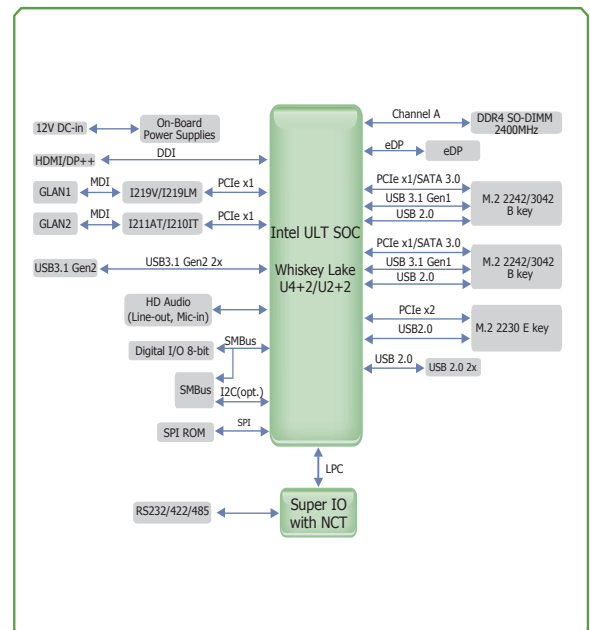 12V DC-in
On-Board
Power Supplies
HDMI/DP++
DDI
GLAN1
MDI
I219V/I219LM
PCIe x1
GLAN2
MDI
I211AT/I210IT
PCIe x1
USB3.1 Gen2
USB3.1 Gen2 2x
HD Audio
(Line-out, Mic-in)
Digital I/O 8-bit
SMBus
SMBus
I2C(opt.)
SPI ROM
SPI
Intel ULT SOC
Whiskey Lake
U4+2/U2+2
Channel A
DDR4 SO-DIMM
2400MHz
eDP
eDP
PCIe x1/SATA 3.0
USB 3.1 Gen1
USB 2.0
M.2 2242/3042
B key
PCIe x1/SATA 3.0
USB 3.1 Gen1
USB 2.0
M.2 2242/3042
B key
PCIe x2
USB2.0
M.2 2230 E key
USB 2.0
USB 2.0 2x
LPC
RS232/422/485
Super IO
with NCT